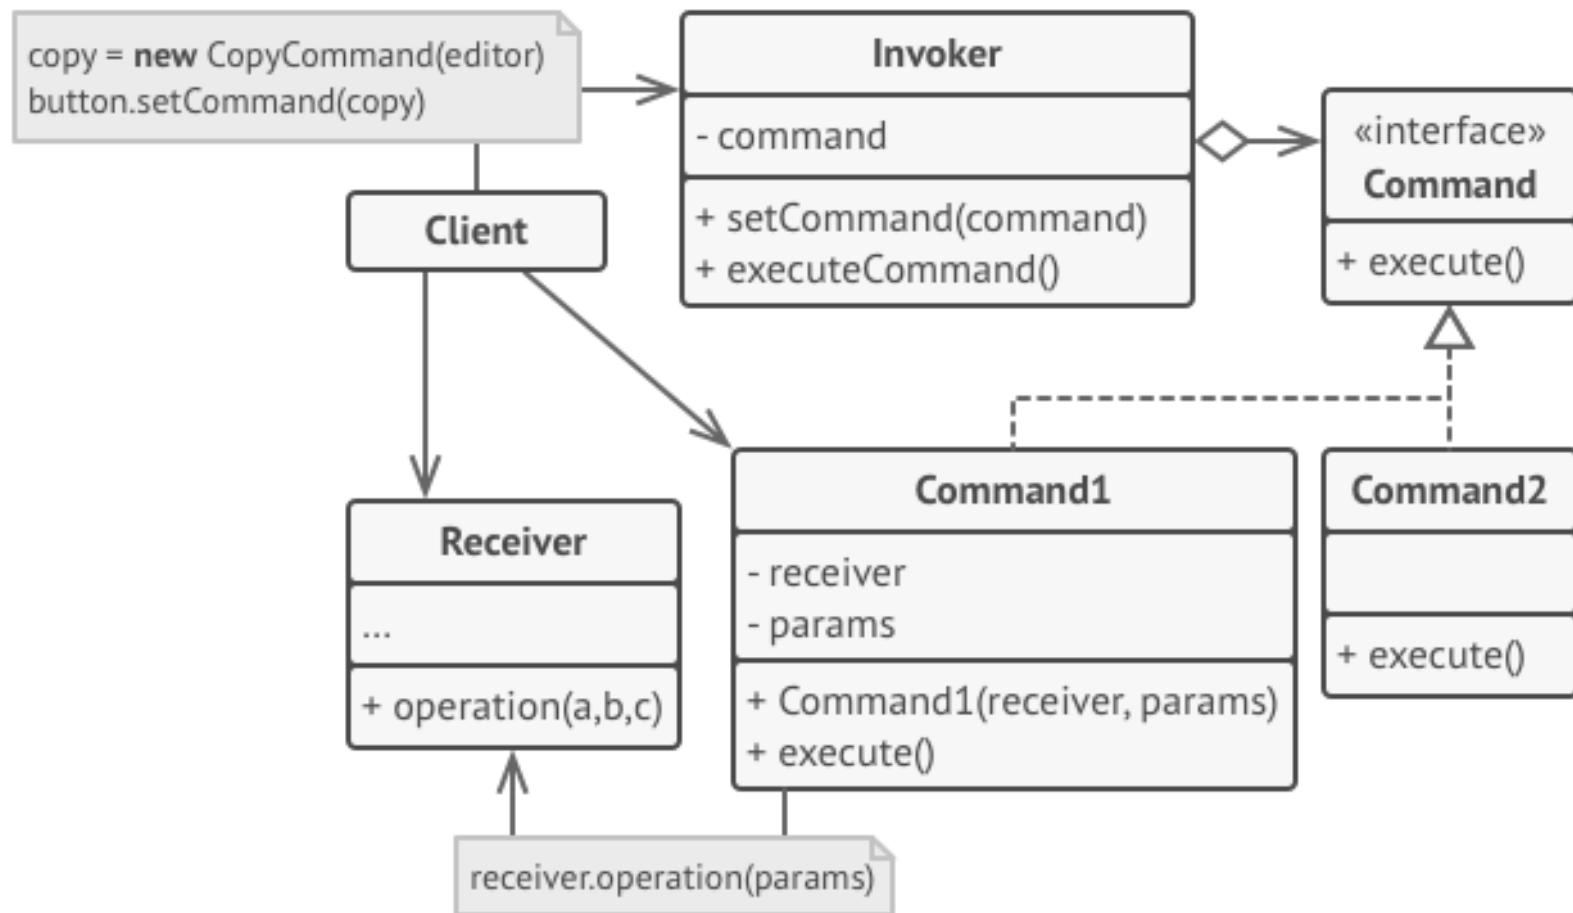 copy = new CopyCommand(editor)
button.setCommand(copy)
Client
Invoker
- command
+ setCommand(command)
+ executeCommand()
«interface»
Command
+ execute()
Receiver
...
+ operation(a,b,c)
Command1
- receiver
- params
+ Command1(receiver, params)
+ execute()
Command2
+ execute()
receiver.operation(params)